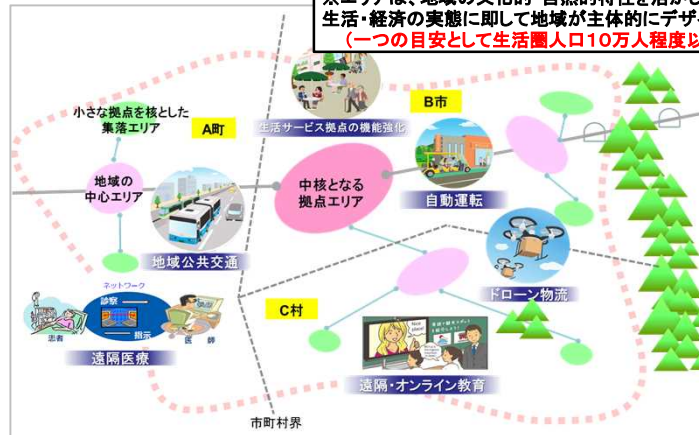 生活・経済の実態に即して地域が主体的にデザ
(一つの目安として生活圏人口10万人程度以
小さな拠点を核とした
集落エリア
A町
生活サービス拠点の機能強化
B市
地域の
中心エリア
中核となる
拠点エリア
自動運転
地域公共交通
ドローン物流
ネットワーク
診察
指示
患者
医師
遠隔医療
C村
遠隔・オンライン教育
市町村界